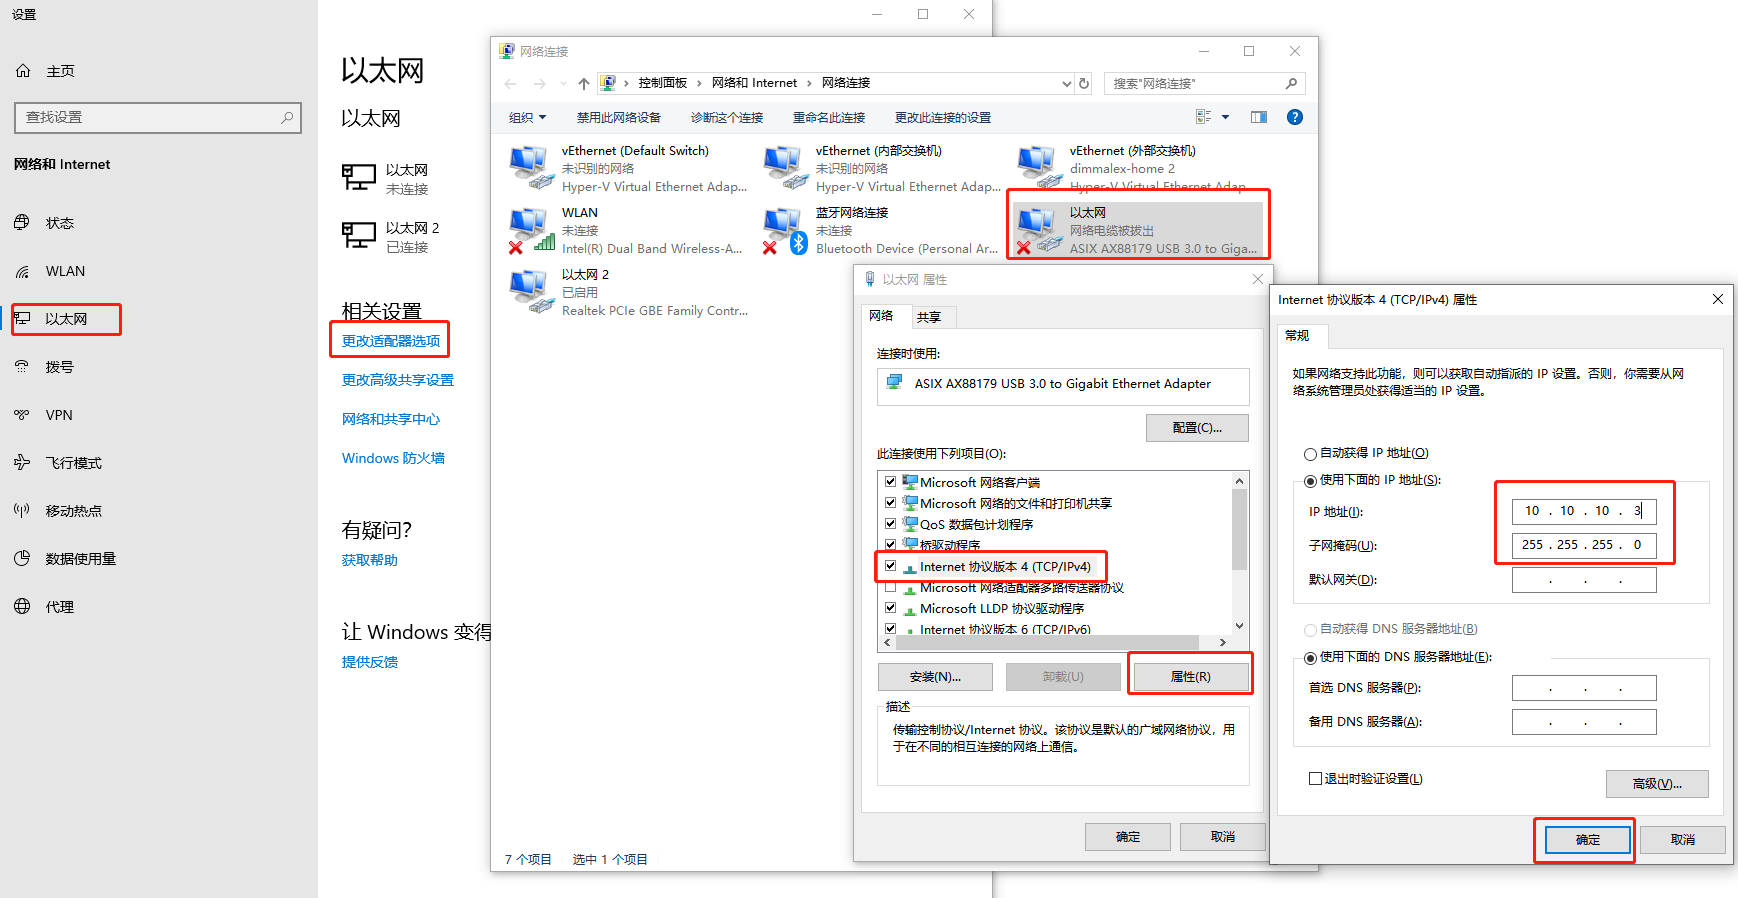 设置
主页
查找设置
网络和 Internet
状态
WLAN
以太网
拨号
VPN
飞行模式
移动热点
数据使用量
代理
以太网
以太网
以太网
未连接
以太网 2
已连接
相关设置
更改适配器选项
更改高级共享设置
网络和共享中心
Windows 防火墙
有疑问?
获取帮助
让 Windows 变得
提供反馈
网络连接
控制面板 › 网络和 Internet › 网络连接
搜索"网络连接"
组织 禁用此网络设备 诊断这个连接 重命名此连接 更改此连接的设置
vEthernet (Default Switch)
未识别的网络
Hyper-V Virtual Ethernet Adap...
vEthernet (内部交换机)
未识别的网络
Hyper-V Virtual Ethernet Adap...
vEthernet (外部交换机)
dimmalex-home 2
Hyper-V Virtual Ethernet Adap
WLAN
未连接
Intel(R) Dual Band Wireless-A...
蓝牙网络连接
未连接
Bluetooth Device (Personal Ar...
以太网
网络电缆被拔出
ASIX AX88179 USB 3.0 to Giga...
以太网 2
已启用
Realtek PCIe GBE Family Contr...
7 个项目 选中 1 个项目
以太网 属性
网络 共享
连接时使用:
ASIX AX88179 USB 3.0 to Gigabit Ethernet Adapter
配置(C)...
此连接使用下列项目(O):
Microsoft 网络客户端
Microsoft 网络的文件和打印机共享
QoS 数据包计划程序
桥驱动程序
Internet 协议版本 4 (TCP/IPv4)
Microsoft 网络适配器多路传送器协议
Microsoft LLDP 协议驱动程序
Internet 协议版本 6 (TCP/IPv6)
安装(N)... 卸载(U) 属性(R)
描述
传输控制协议/Internet 协议。该协议是默认的广域网络协议，用
于在不同的相互连接的网络上通信。
确定 取消
Internet 协议版本 4 (TCP/IPv4) 属性
常规
如果网络支持此功能，则可以获取自动指派的 IP 设置。否则，你需要从网
络系统管理员处获得适当的 IP 设置。
自动获得 IP 地址(O)
使用下面的 IP 地址(S):
IP 地址(I): 10 . 10 . 10 . 3
子网掩码(U): 255 . 255 . 255 . 0
默认网关(D): . . .
自动获得 DNS 服务器地址(B)
使用下面的 DNS 服务器地址(E):
首选 DNS 服务器(P): . . .
备用 DNS 服务器(A): . . .
退出时验证设置(L)
高级(V)...
确定 取消